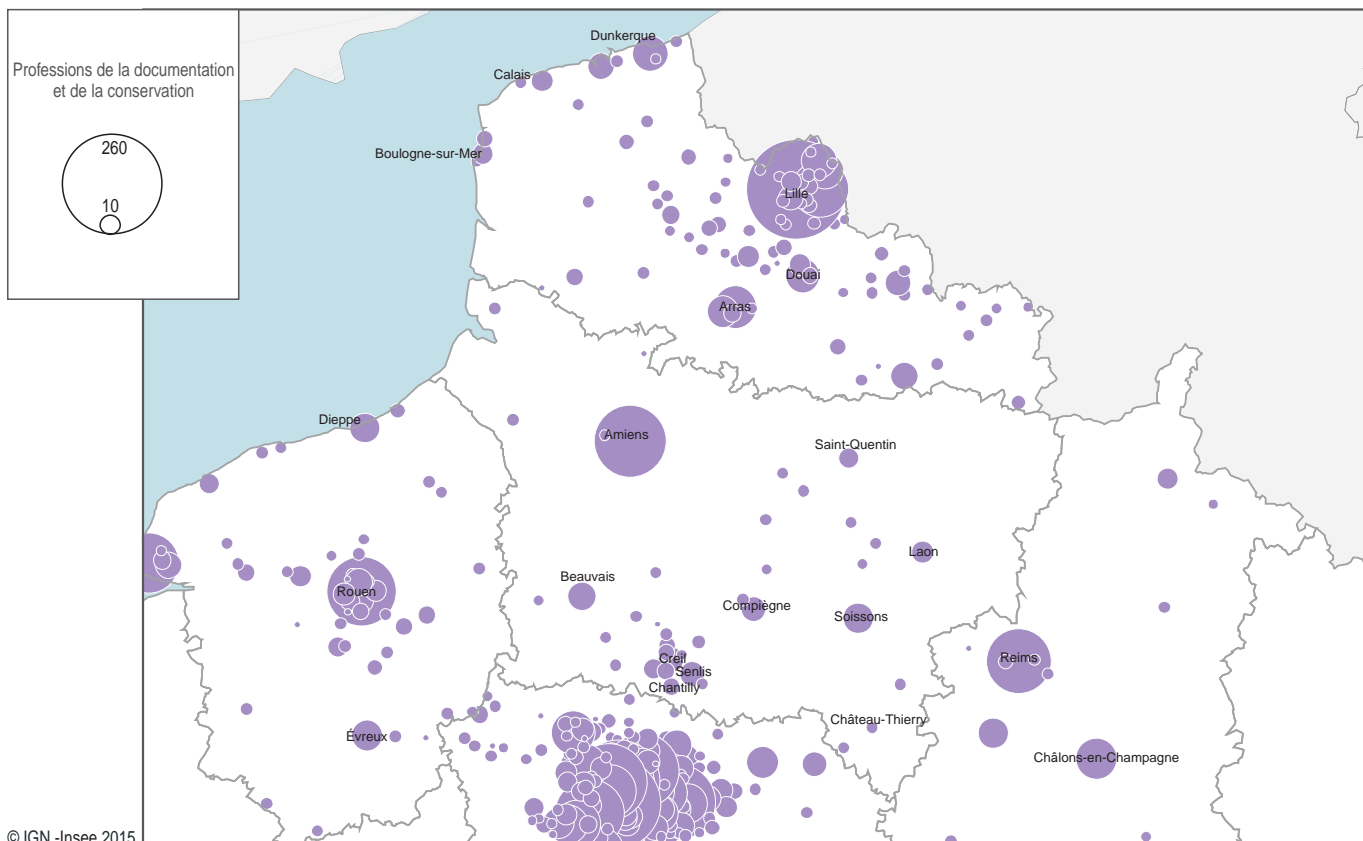 Professions de la documentation
et de la conservation
260
10
Dunkerque
Calais
Boulogne-sur-Mer
Lille
Douai
Arras
Dieppe
Amiens
Saint-Quentin
Laon
Rouen
Beauvais
Compiègne
Soissons
Creil
Senlis
Chantilly
Reims
Château-Thierry
Évreux
Châlons-en-Champagne
© IGN -Insee 2015